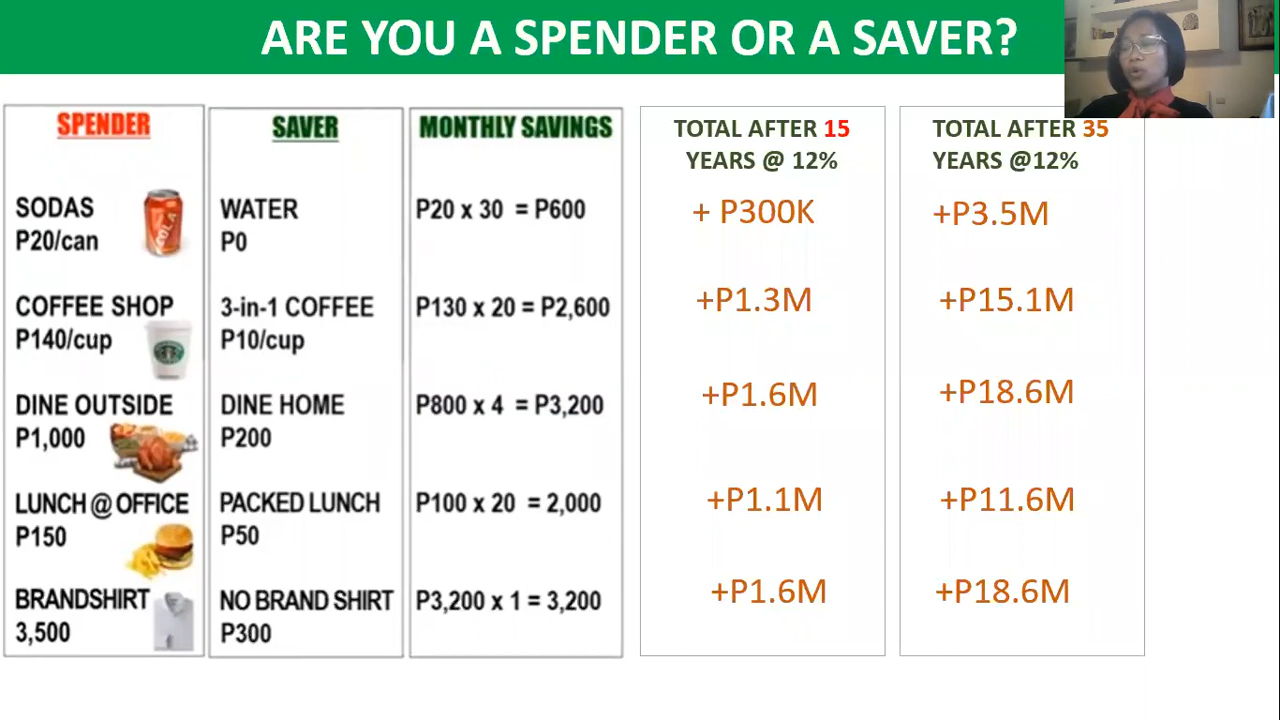 ARE YOU A SPENDER OR A SAVER?
SPENDER
SODAS
P20/can
COFFEE SHOP
P140/cup
DINE OUTSIDE
P1,000
LUNCH @ OFFICE
P150
BRANDSHIRT
3,500
SAVER
WATER
P0
3-in-1 COFFEE
P10/cup
DINE HOME
P200
PACKED LUNCH
P50
NO BRAND SHIRT
P300
MONTHLY SAVINGS
P20 x 30 = P600
P130 x 20 = P2,600
P800 x 4 = P3,200
P100 x 20 = 2,000
P3,200 x 1 = 3,200
TOTAL AFTER 15
YEARS @ 12%
+ P300K
+P1.3M
+P1.6M
+P1.1M
+P1.6M
TOTAL AFTER 35
YEARS @12%
+P3.5M
+P15.1M
+P18.6M
+P11.6M
+P18.6M